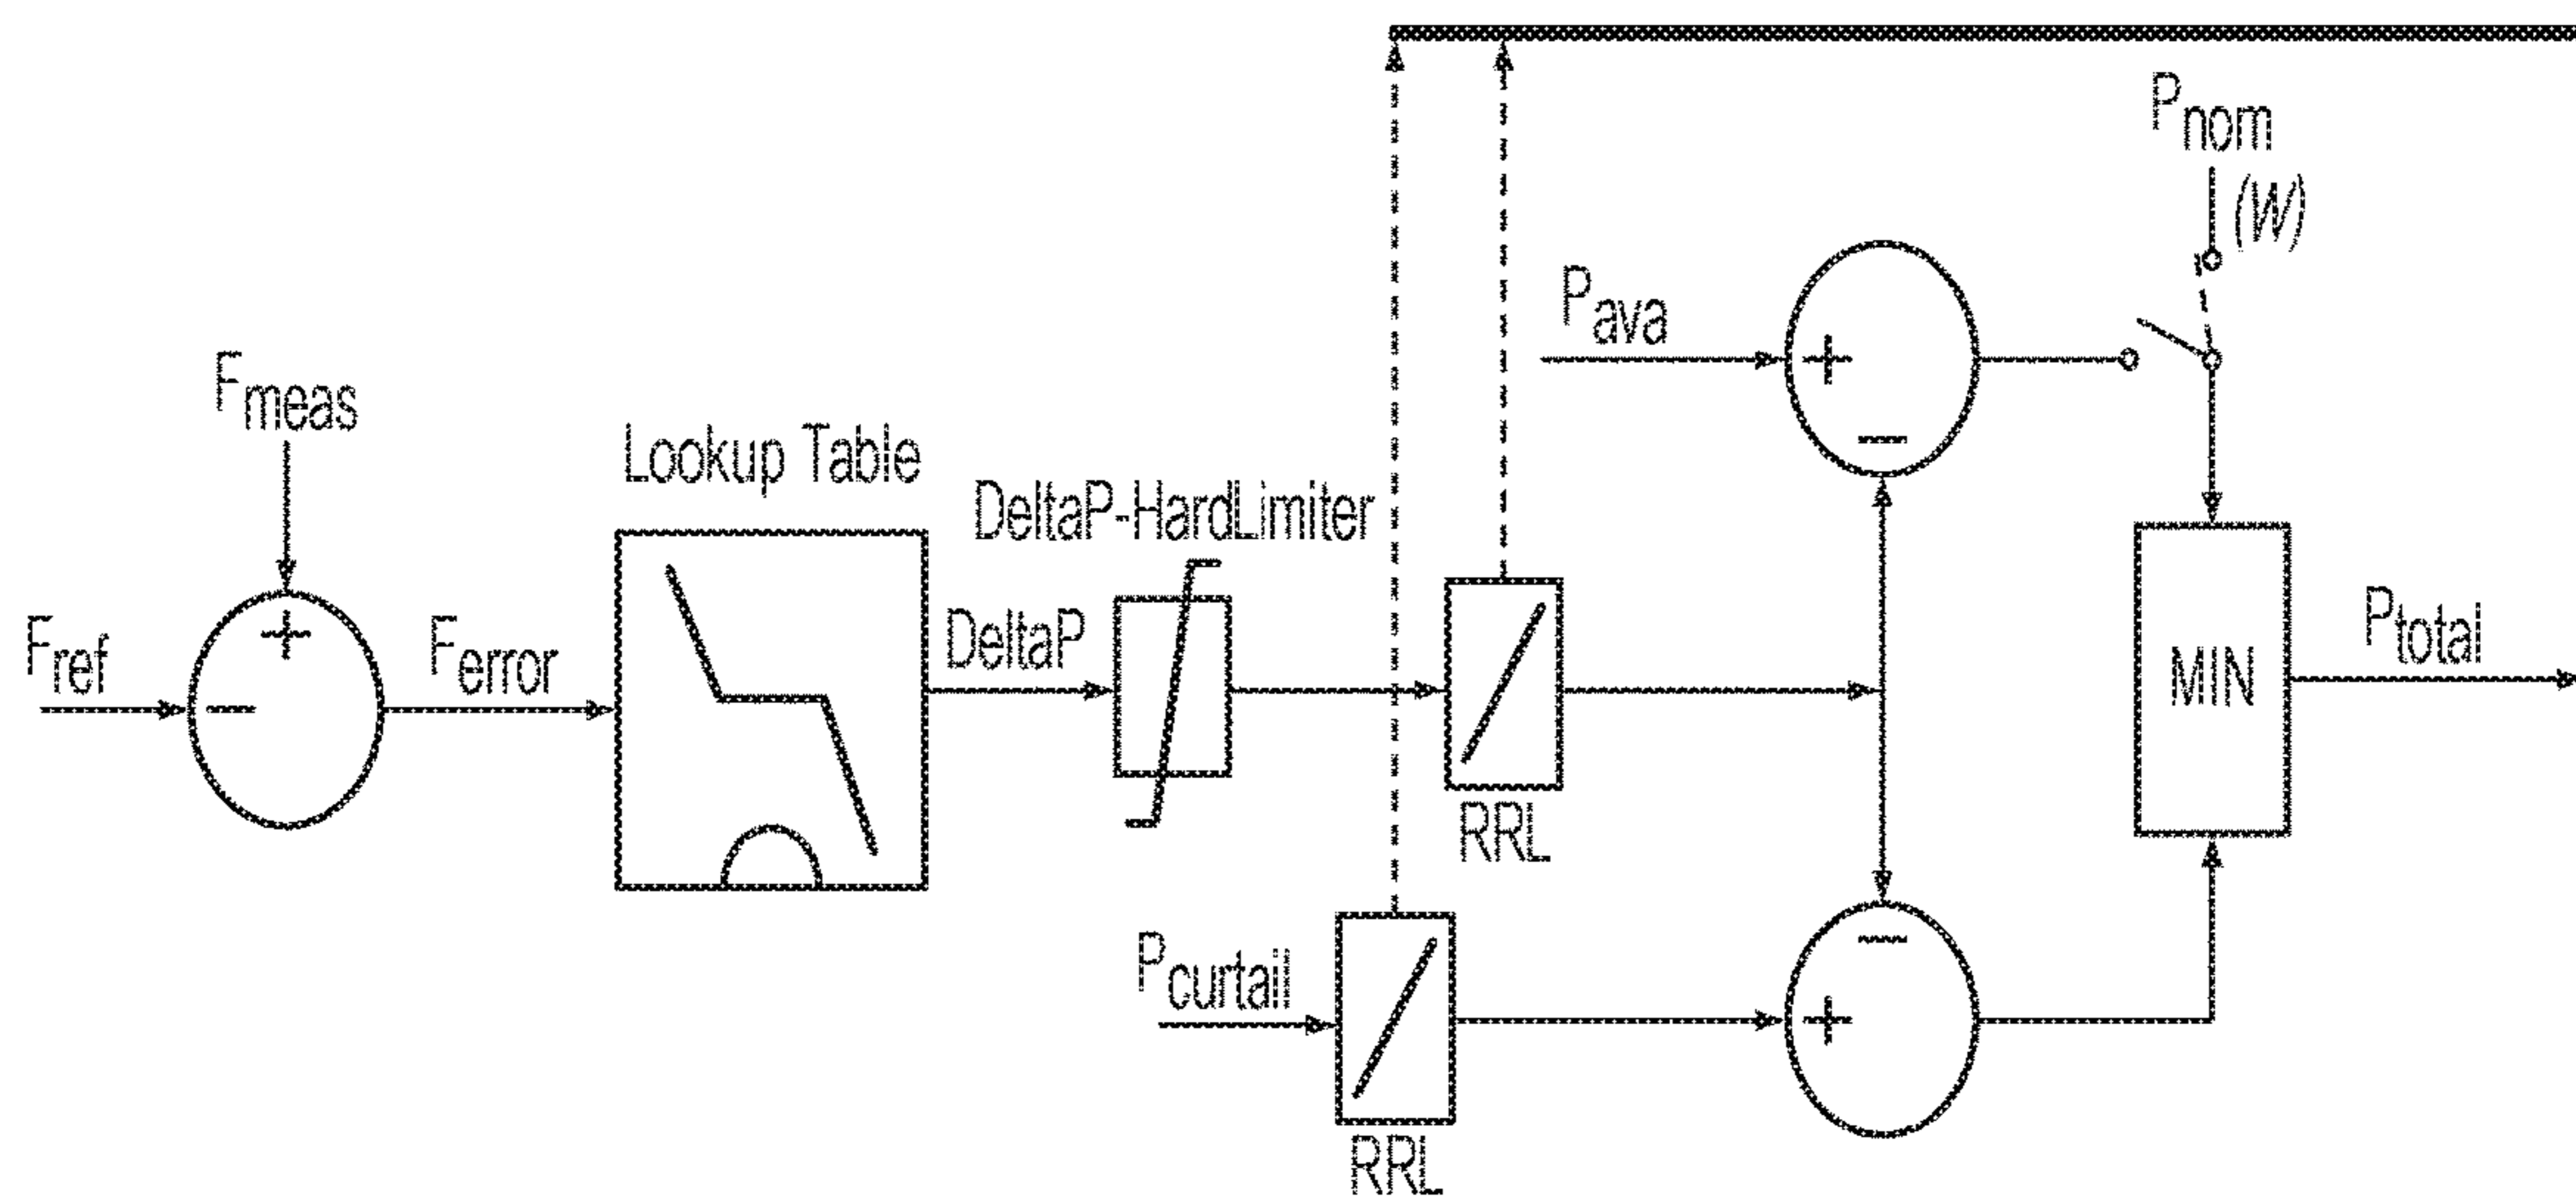 Pnom
(W)
Pava
Fmeas
Lookup Table
DeltaP-HardLimiter
Fref
+
−
Ferror
DeltaP
RRL
+
−
MIN
Ptotal
Pcurtail
RRL
−
+